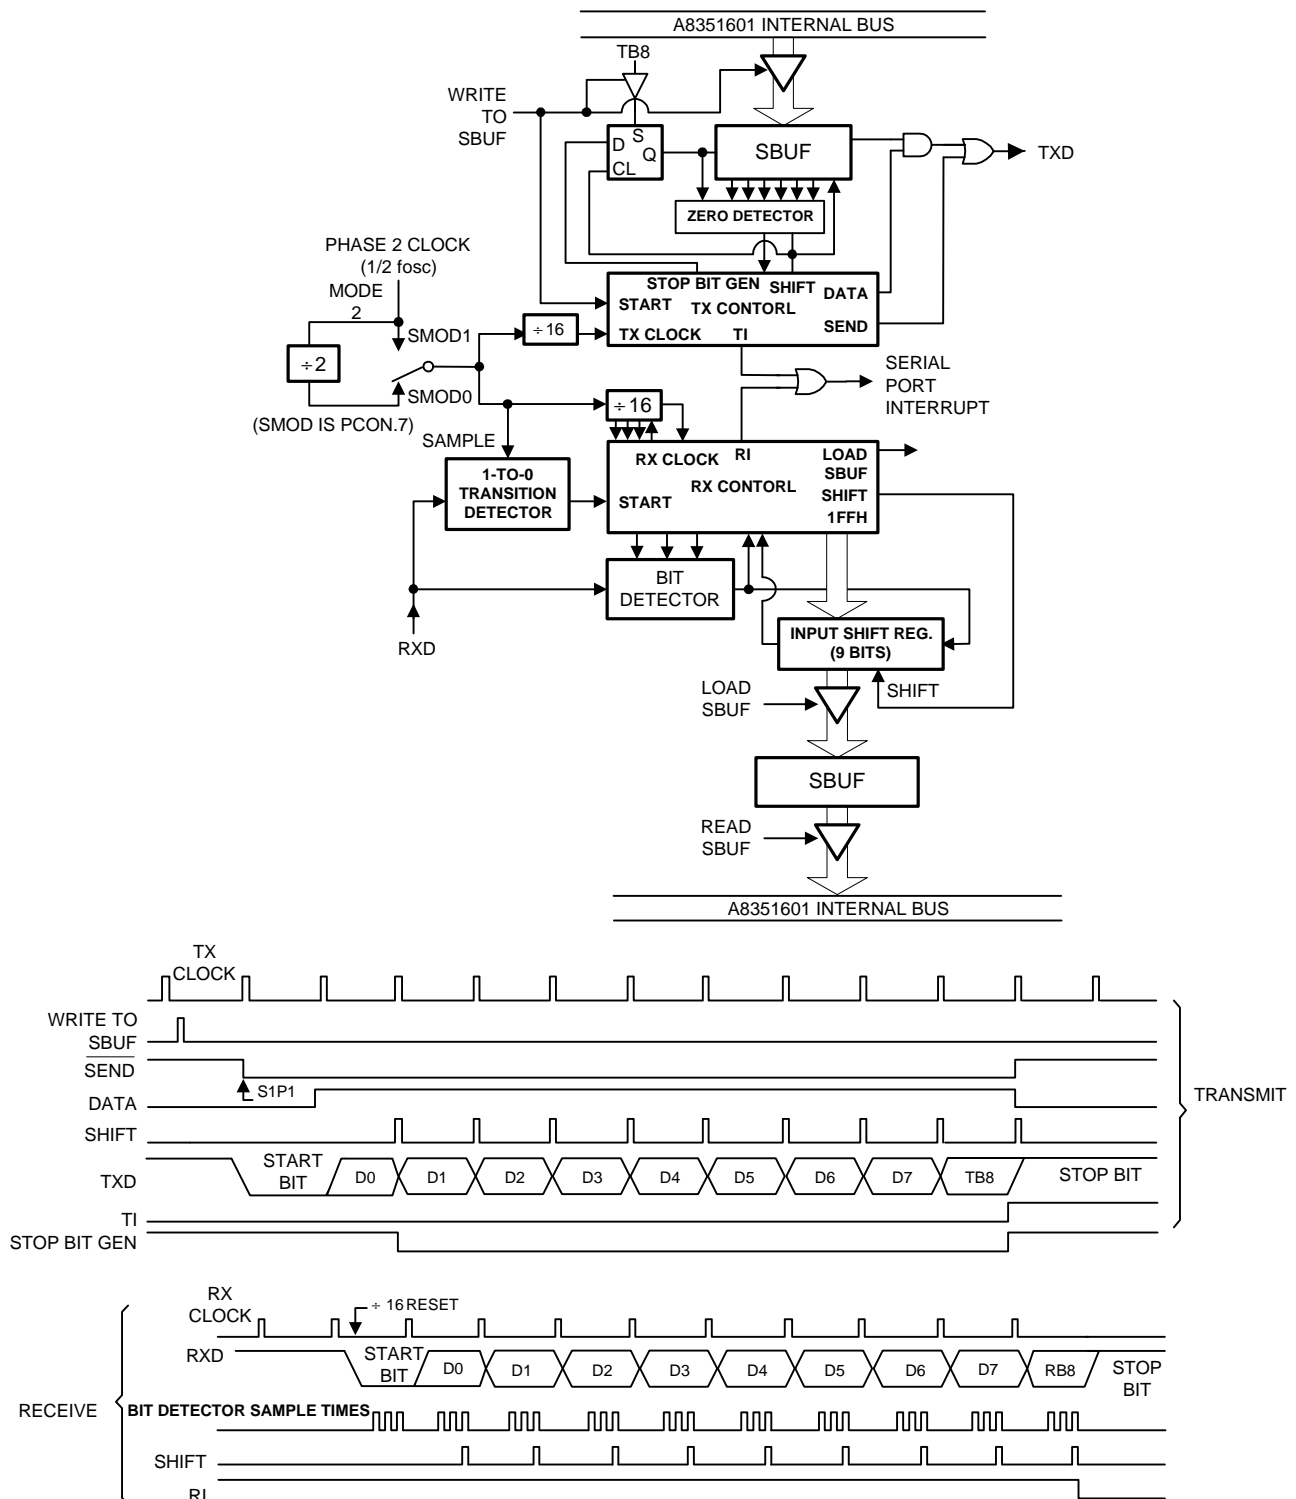 A8351601 INTERNAL BUS
TB8
WRITE
TO
SBUF
S
D
Q
CL
SBUF
TXD
ZERO DETECTOR
PHASE 2 CLOCK
(1/2 fosc)
MODE
2
SMOD1
÷2
SMOD0
(SMOD IS PCON.7)
÷16
STOP BIT GEN SHIFT DATA
START TX CONTORL
SEND
TX CLOCK TI
SERIAL
PORT
INTERRUPT
÷16
SAMPLE
1-TO-0
TRANSITION
DETECTOR
RX CLOCK RI LOAD
SBUF
START RX CONTORL SHIFT
1FFH
BIT
DETECTOR
RXD
INPUT SHIFT REG.
(9 BITS)
LOAD
SBUF
SHIFT
SBUF
READ
SBUF
A8351601 INTERNAL BUS
TX
CLOCK
WRITE TO
SBUF
SEND
S1P1
DATA
SHIFT
TXD START BIT D0 D1 D2 D3 D4 D5 D6 D7 TB8 STOP BIT
TI
STOP BIT GEN
TRANSMIT
RX
CLOCK
÷ 16 RESET
RXD START BIT D0 D1 D2 D3 D4 D5 D6 D7 RB8 STOP BIT
RECEIVE
BIT DETECTOR SAMPLE TIMES
SHIFT
RI